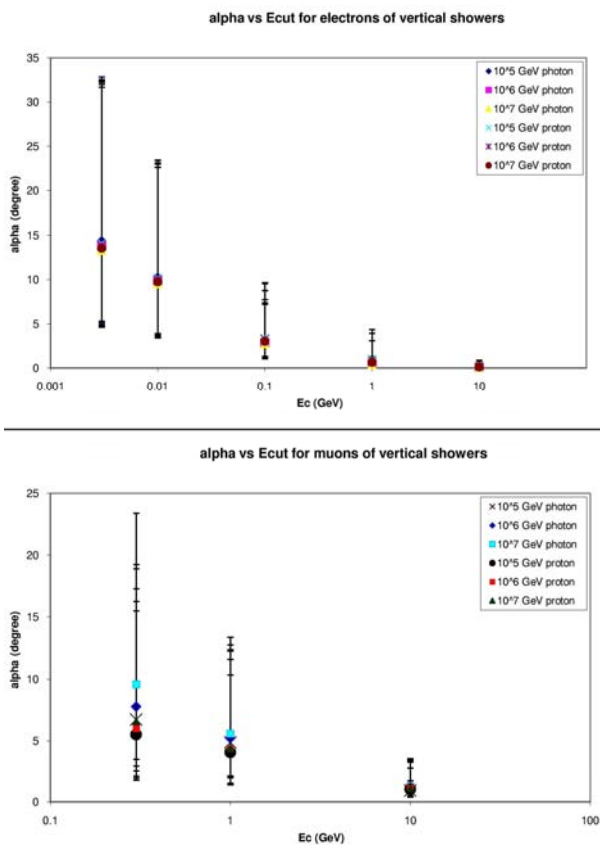 alpha vs Ecut for electrons of vertical showers
35
30
25
20
15
10
5
0
alpha (degree)
0.001 0.01 0.1 1 10
Ec (GeV)
10^5 GeV photon
10^6 GeV photon
10^7 GeV photon
10^5 GeV proton
10^6 GeV proton
10^7 GeV proton
alpha vs Ecut for muons of vertical showers
25
20
15
10
5
0
alpha (degree)
0.1 1 10 100
Ec (GeV)
10^5 GeV photon
10^6 GeV photon
10^7 GeV photon
10^5 GeV proton
10^6 GeV proton
10^7 GeV proton